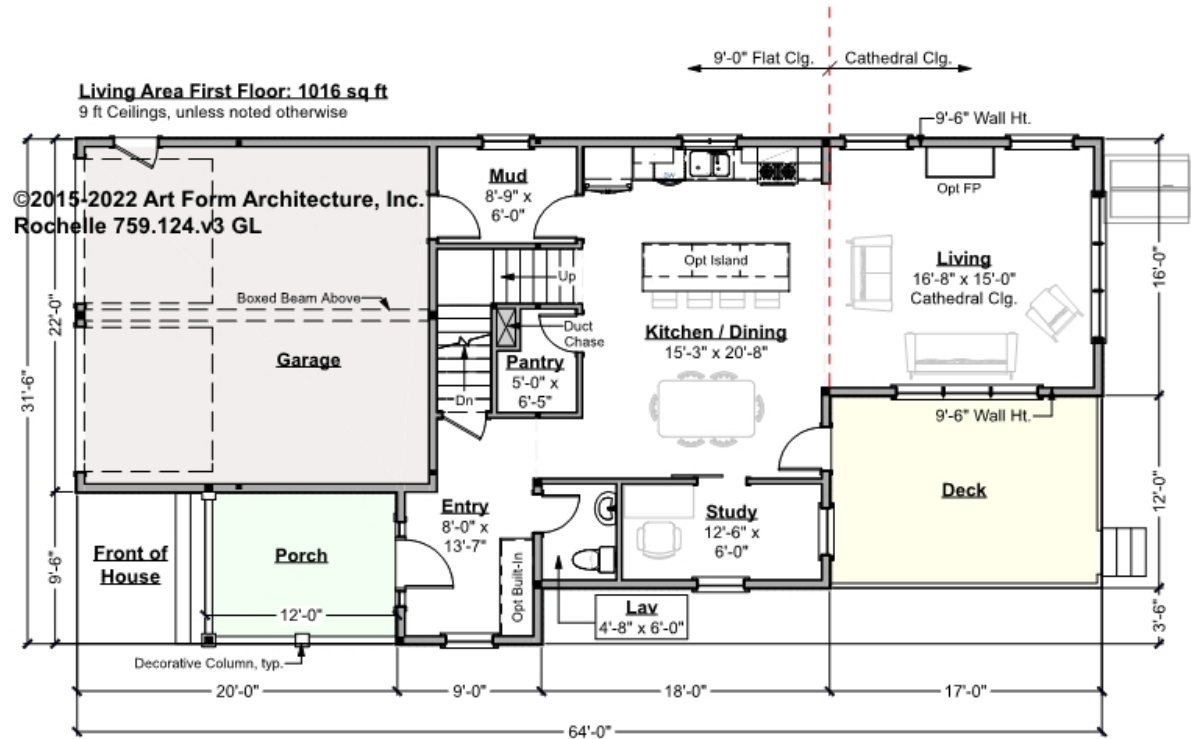 9'-0" Flat Clg.
Cathedral Clg.
Living Area First Floor: 1016 sq ft
9 ft Ceilings, unless noted otherwise
9'-6" Wall Ht.
Mud
8'-9" x
6'-0"
DW
Opt FP
©2015-2022 Art Form Architecture, Inc.
Rochelle 759.124.v3 GL
Opt Island
Living
16'-8" x 15'-0"
Cathedral Clg.
Up
Boxed Beam Above
22'-0"
16'-0"
Duct
Chase
Kitchen / Dining
15'-3" x 20'-8"
Garage
Pantry
5'-0" x
6'-5"
Dn
31'-6"
9'-6" Wall Ht.
Deck
12'-0"
Entry
8'-0" x
13'-7"
Study
12'-6" x
6'-0"
Front of
House
Porch
9'-6"
Opt Built-In
12'-0"
Lav
4'-8" x 6'-0"
3'-6"
Decorative Column, typ.
20'-0"
9'-0"
18'-0"
17'-0"
64'-0"